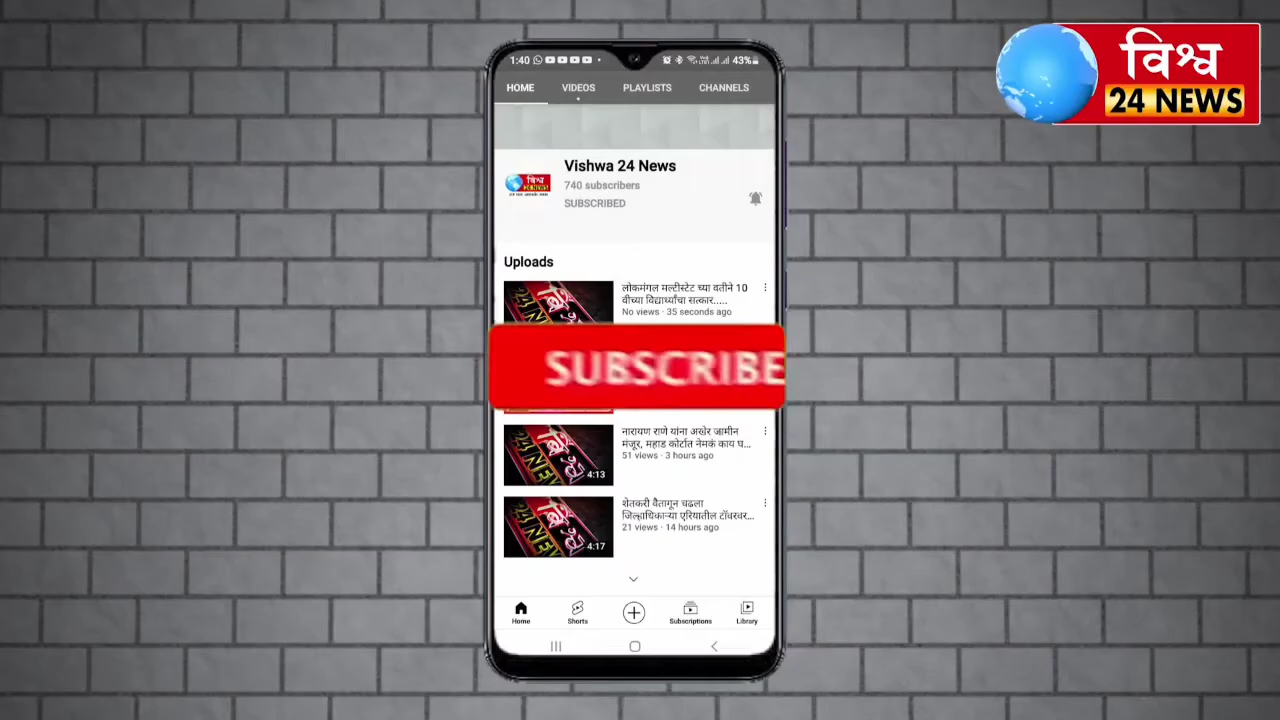 विश्व
24 NEWS
1:40
43%
HOME VIDEOS PLAYLISTS CHANNELS
Vishwa 24 News
740 subscribers
SUBSCRIBED
विश्व
24 NEWS
Uploads
लोकमंगल मल्टीस्टेट च्या वतीने 10
वीच्या विद्यार्थ्यांचा सत्कार.....
No views · 35 seconds ago
SUBSCRIBE
नारायण राणे यांना अखेर जामीन
मंजूर, महाड कोर्टात नेमकं काय घ...
51 views · 3 hours ago
4:13
शेतकरी वैतागून चढला
जिल्हाधिकाऱ्या एरियातील टॉवरवर...
21 views · 14 hours ago
4:17
Home Shorts Subscriptions Library